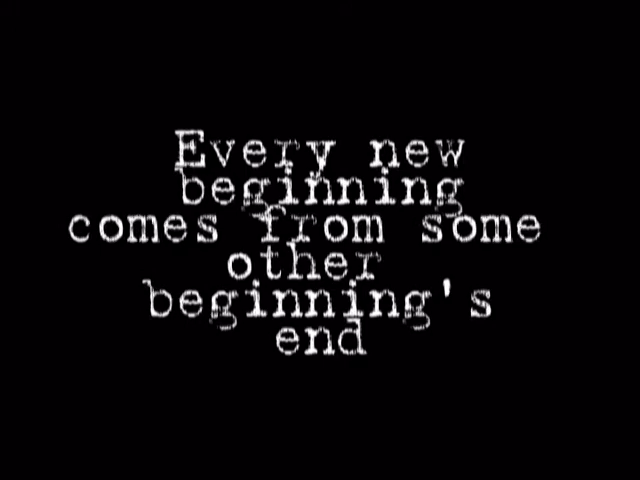 Every new
beginning
comes from some
other
beginning's
end